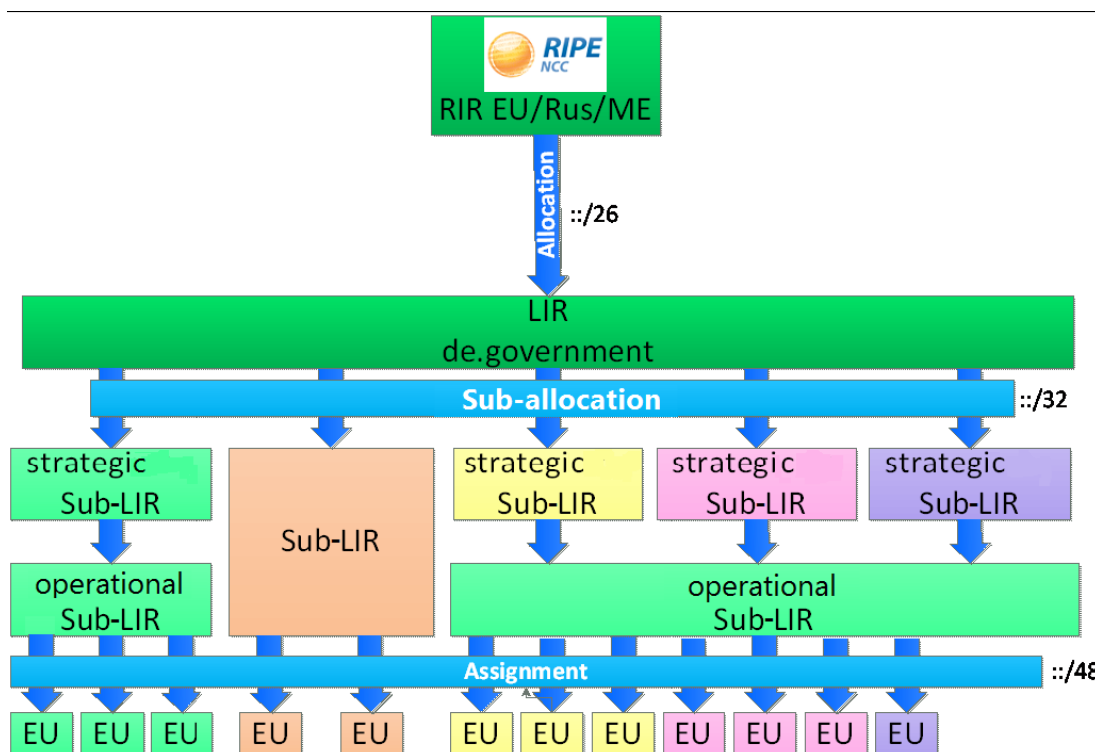 RIPE
NCC
RIR EU/Rus/ME
Allocation
::/26
LIR
de.government
Sub-allocation
::/32
strategic
Sub-LIR
Sub-LIR
strategic
Sub-LIR
strategic
Sub-LIR
strategic
Sub-LIR
operational
Sub-LIR
operational
Sub-LIR
Assignment
::/48
EU
EU
EU
EU
EU
EU
EU
EU
EU
EU
EU
EU